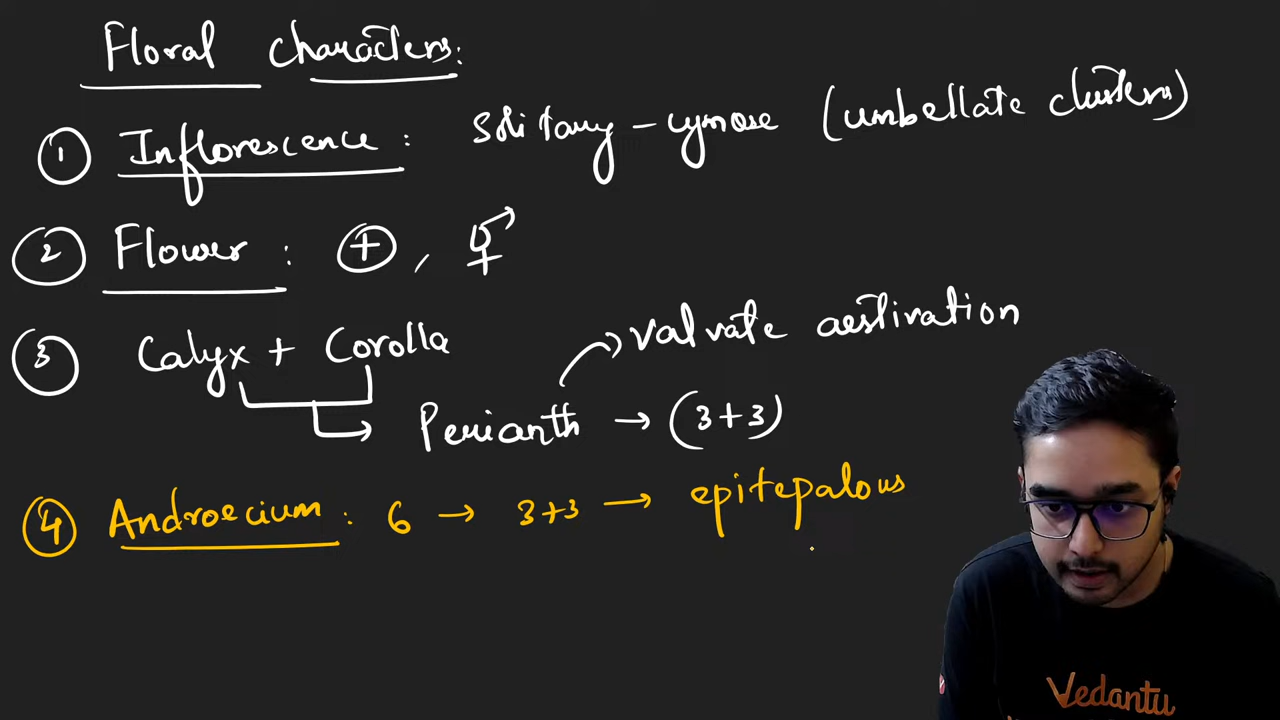 Floral characters:
① Inflorescence : Solitary - cymose (umbellate clusters)
② Flower : ⊕ , ⚥
③ Calyx + Corolla
→ valvate aestivation
→ Perianth → (3+3)
④ Androecium : 6 → 3+3 → epitepalous
Vedantu